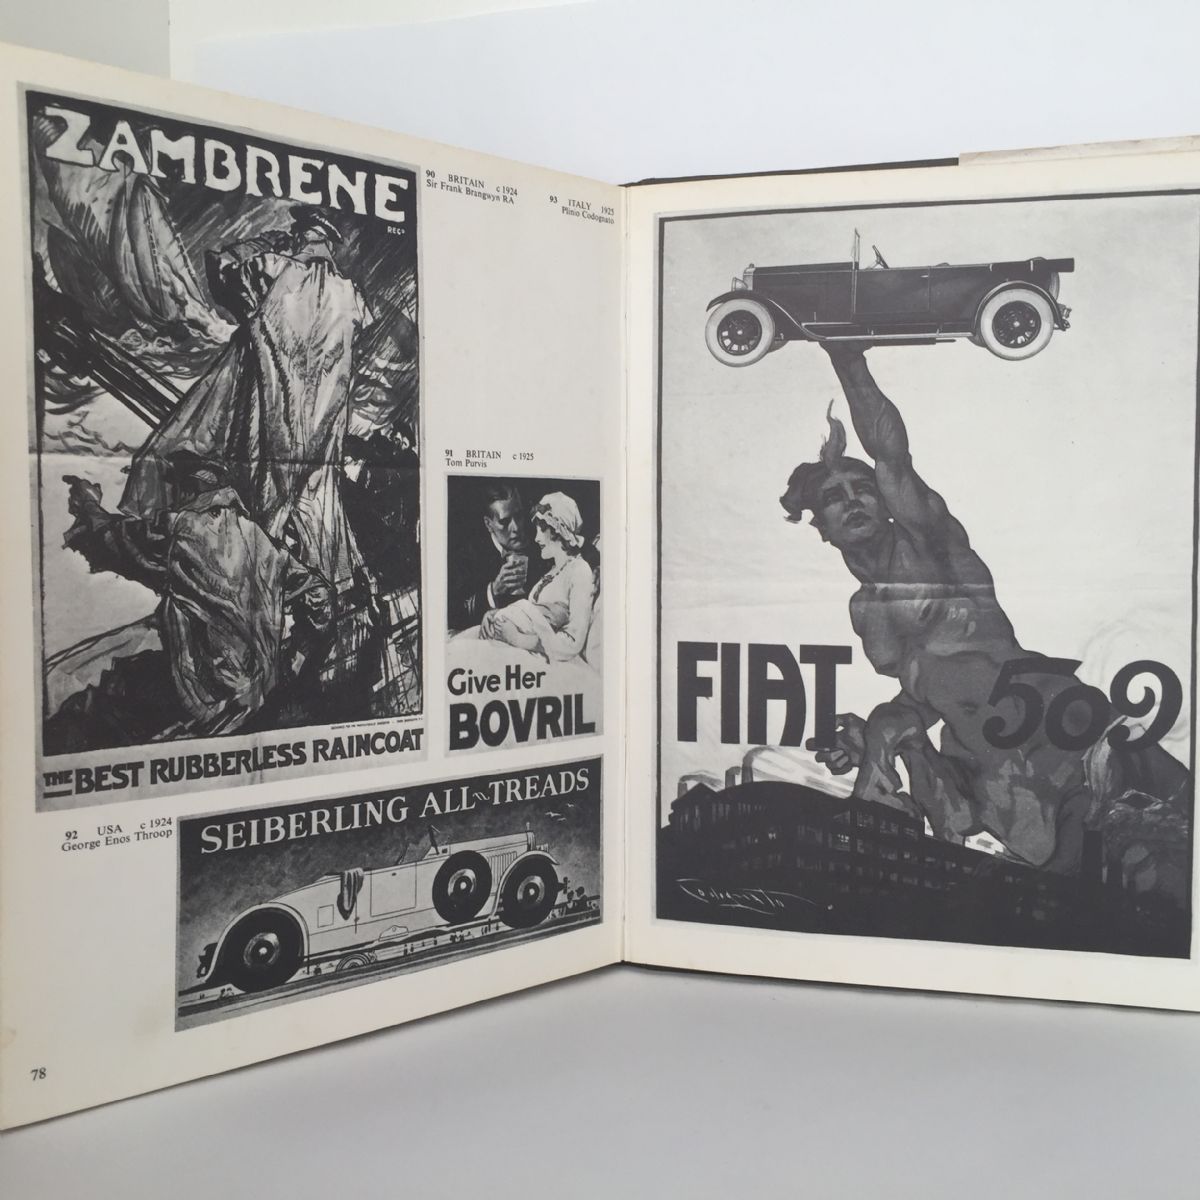 ZAMBRENE
REGD
THE BEST RUBBERLESS RAINCOAT
90 BRITAIN c 1924
Sir Frank Brangwyn RA
93 ITALY 1925
Plinio Codognato
91 BRITAIN c 1925
Tom Purvis
Give Her
BOVRIL
92 USA c 1924
George Enos Throop
SEIBERLING ALL-TREADS
78
FIAT 509
Codognato